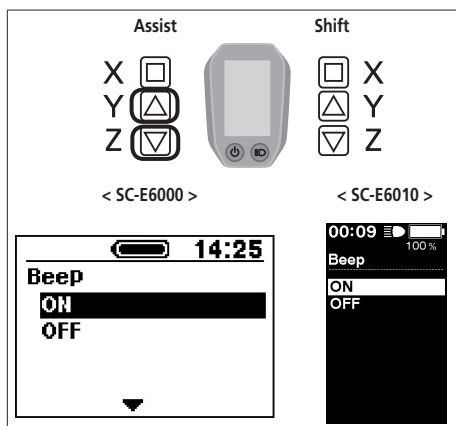 Assist Shift
X X
Y Y
Z Z
< SC-E6000 > < SC-E6010 >
14:25
Beep
ON
OFF
00:09
100 %
Beep
ON
OFF